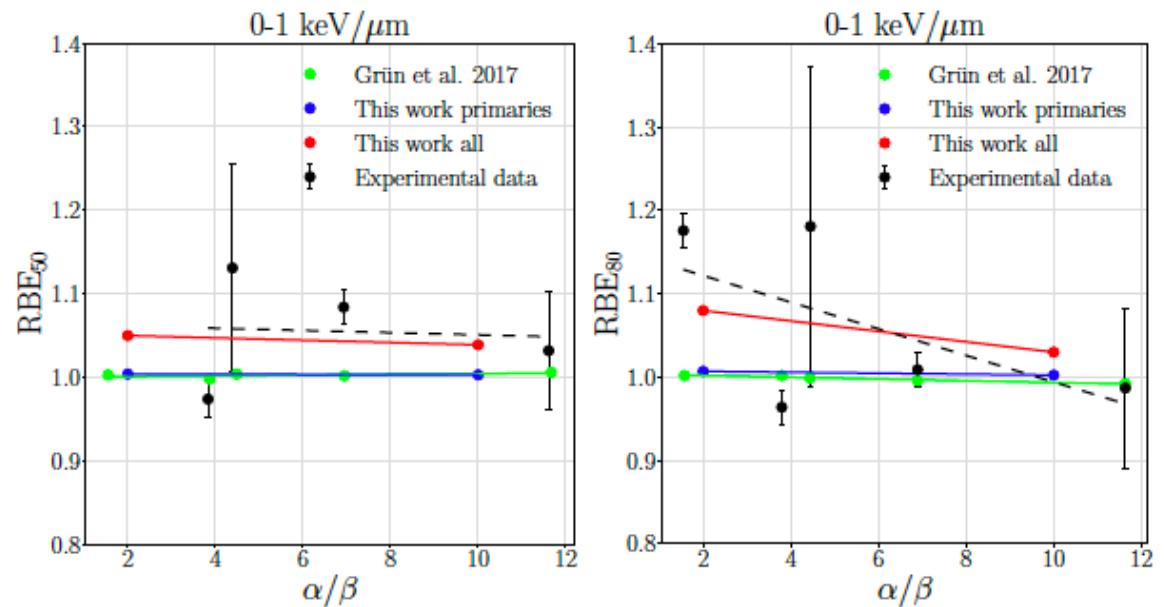 0-1 keV/μm
1.4
1.3
1.2
1.1
1.0
0.9
0.8
RBE50
Grün et al. 2017
This work primaries
This work all
Experimental data
2
4
6
8
10
12
α/β
0-1 keV/μm
1.4
1.3
1.2
1.1
1.0
0.9
0.8
RBE80
Grün et al. 2017
This work primaries
This work all
Experimental data
2
4
6
8
10
12
α/β